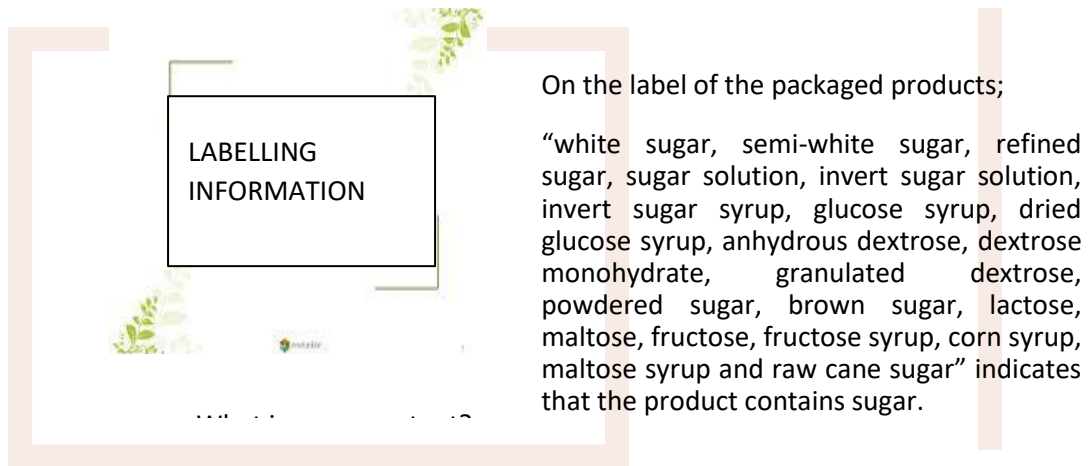 LABELLING
INFORMATION
On the label of the packaged products;
“white sugar, semi-white sugar, refined
sugar, sugar solution, invert sugar solution,
invert sugar syrup, glucose syrup, dried
glucose syrup, anhydrous dextrose, dextrose
monohydrate, granulated dextrose,
powdered sugar, brown sugar, lactose,
maltose, fructose, fructose syrup, corn syrup,
maltose syrup and raw cane sugar” indicates
that the product contains sugar.
1